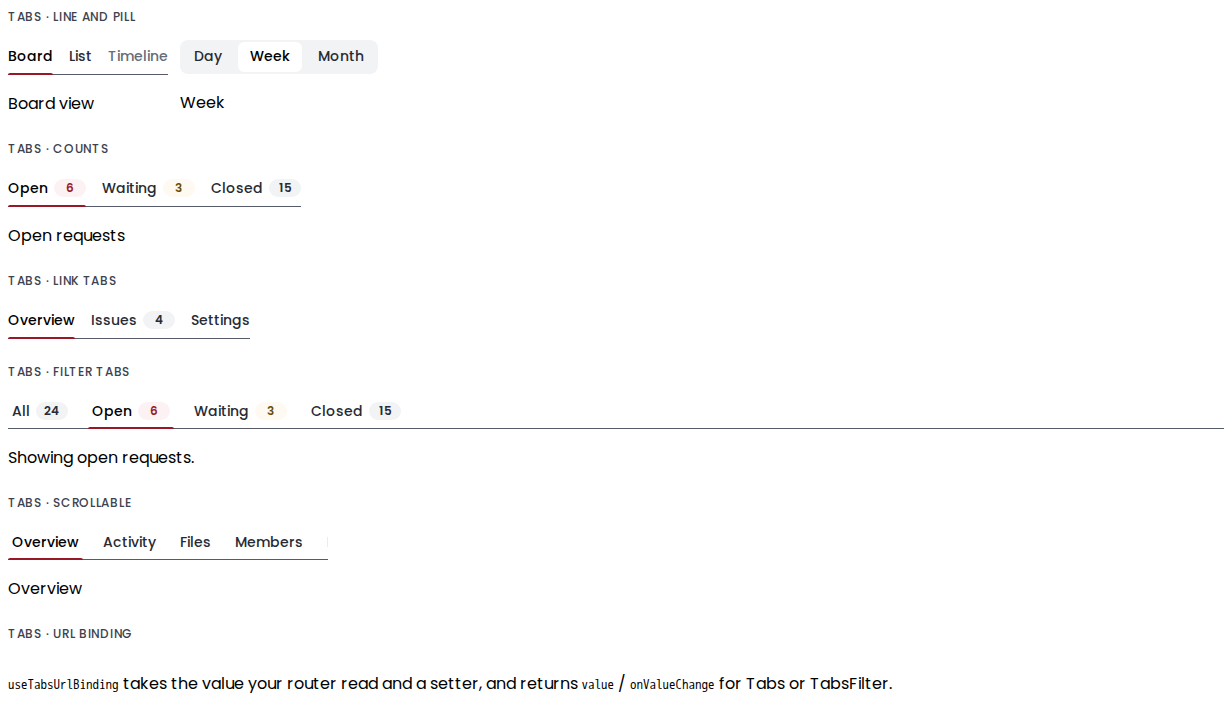 TABS · LINE AND PILL
Board List Timeline Day Week Month
Board view Week
TABS · COUNTS
Open 6 Waiting 3 Closed 15
Open requests
TABS · LINK TABS
Overview Issues 4 Settings
TABS · FILTER TABS
All 24 Open 6 Waiting 3 Closed 15
Showing open requests.
TABS · SCROLLABLE
Overview Activity Files Members
Overview
TABS · URL BINDING
useTabsUrlBinding takes the value your router read and a setter, and returns value / onValueChange for Tabs or TabsFilter.